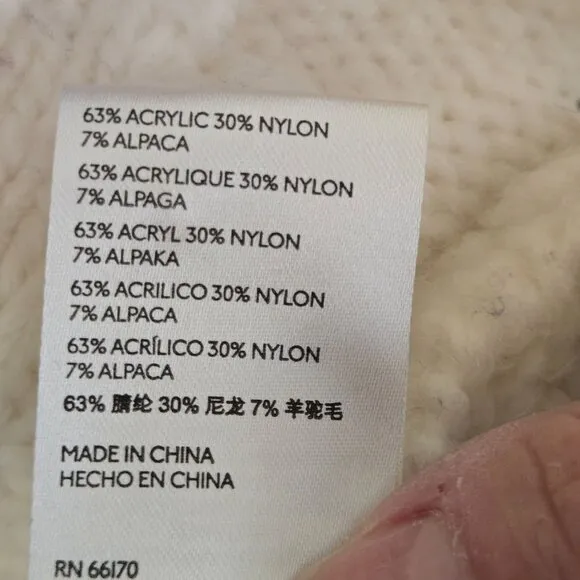 63% ACRYLIC 30% NYLON
7% ALPACA
63% ACRYLIQUE 30% NYLON
7% ALPAGA
63% ACRYL 30% NYLON
7% ALPAKA
63% ACRILICO 30% NYLON
7% ALPACA
63% ACRÍLICO 30% NYLON
7% ALPACA
63% 腈纶 30% 尼龙 7% 羊驼毛
MADE IN CHINA
HECHO EN CHINA
RN 66170